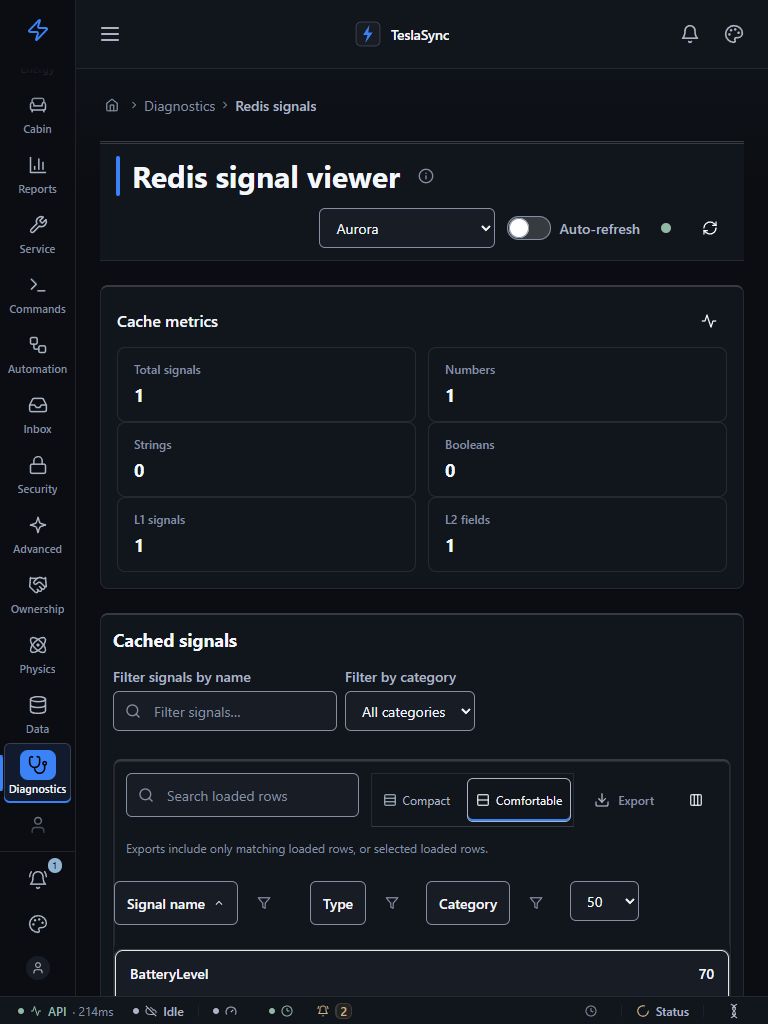 TeslaSync
Cabin
Reports
Service
Commands
Automation
Inbox
Security
Advanced
Ownership
Physics
Data
Diagnostics
1
Diagnostics
Redis signals
Redis signal viewer
Aurora
Auto-refresh
Cache metrics
Total signals
1
Numbers
1
Strings
0
Booleans
0
L1 signals
1
L2 fields
1
Cached signals
Filter signals by name
Filter by category
Filter signals...
All categories
Search loaded rows
Compact
Comfortable
Export
Exports include only matching loaded rows, or selected loaded rows.
Signal name
Type
Category
50
BatteryLevel
70
API · 214ms
Idle
2
Status